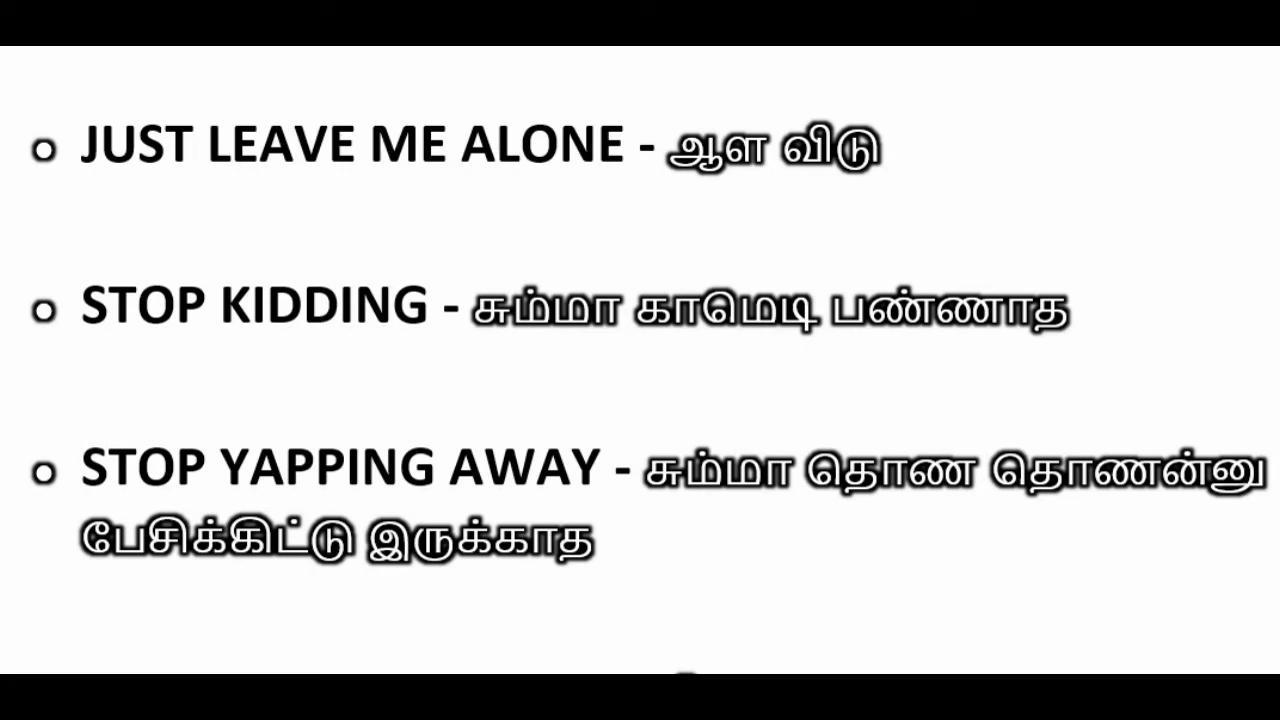 JUST LEAVE ME ALONE - ஆள விடு
STOP KIDDING - சும்மா காமெடி பண்ணாத
STOP YAPPING AWAY - சும்மா தொண தொணன்னு
பேசிக்கிட்டு இருக்காத